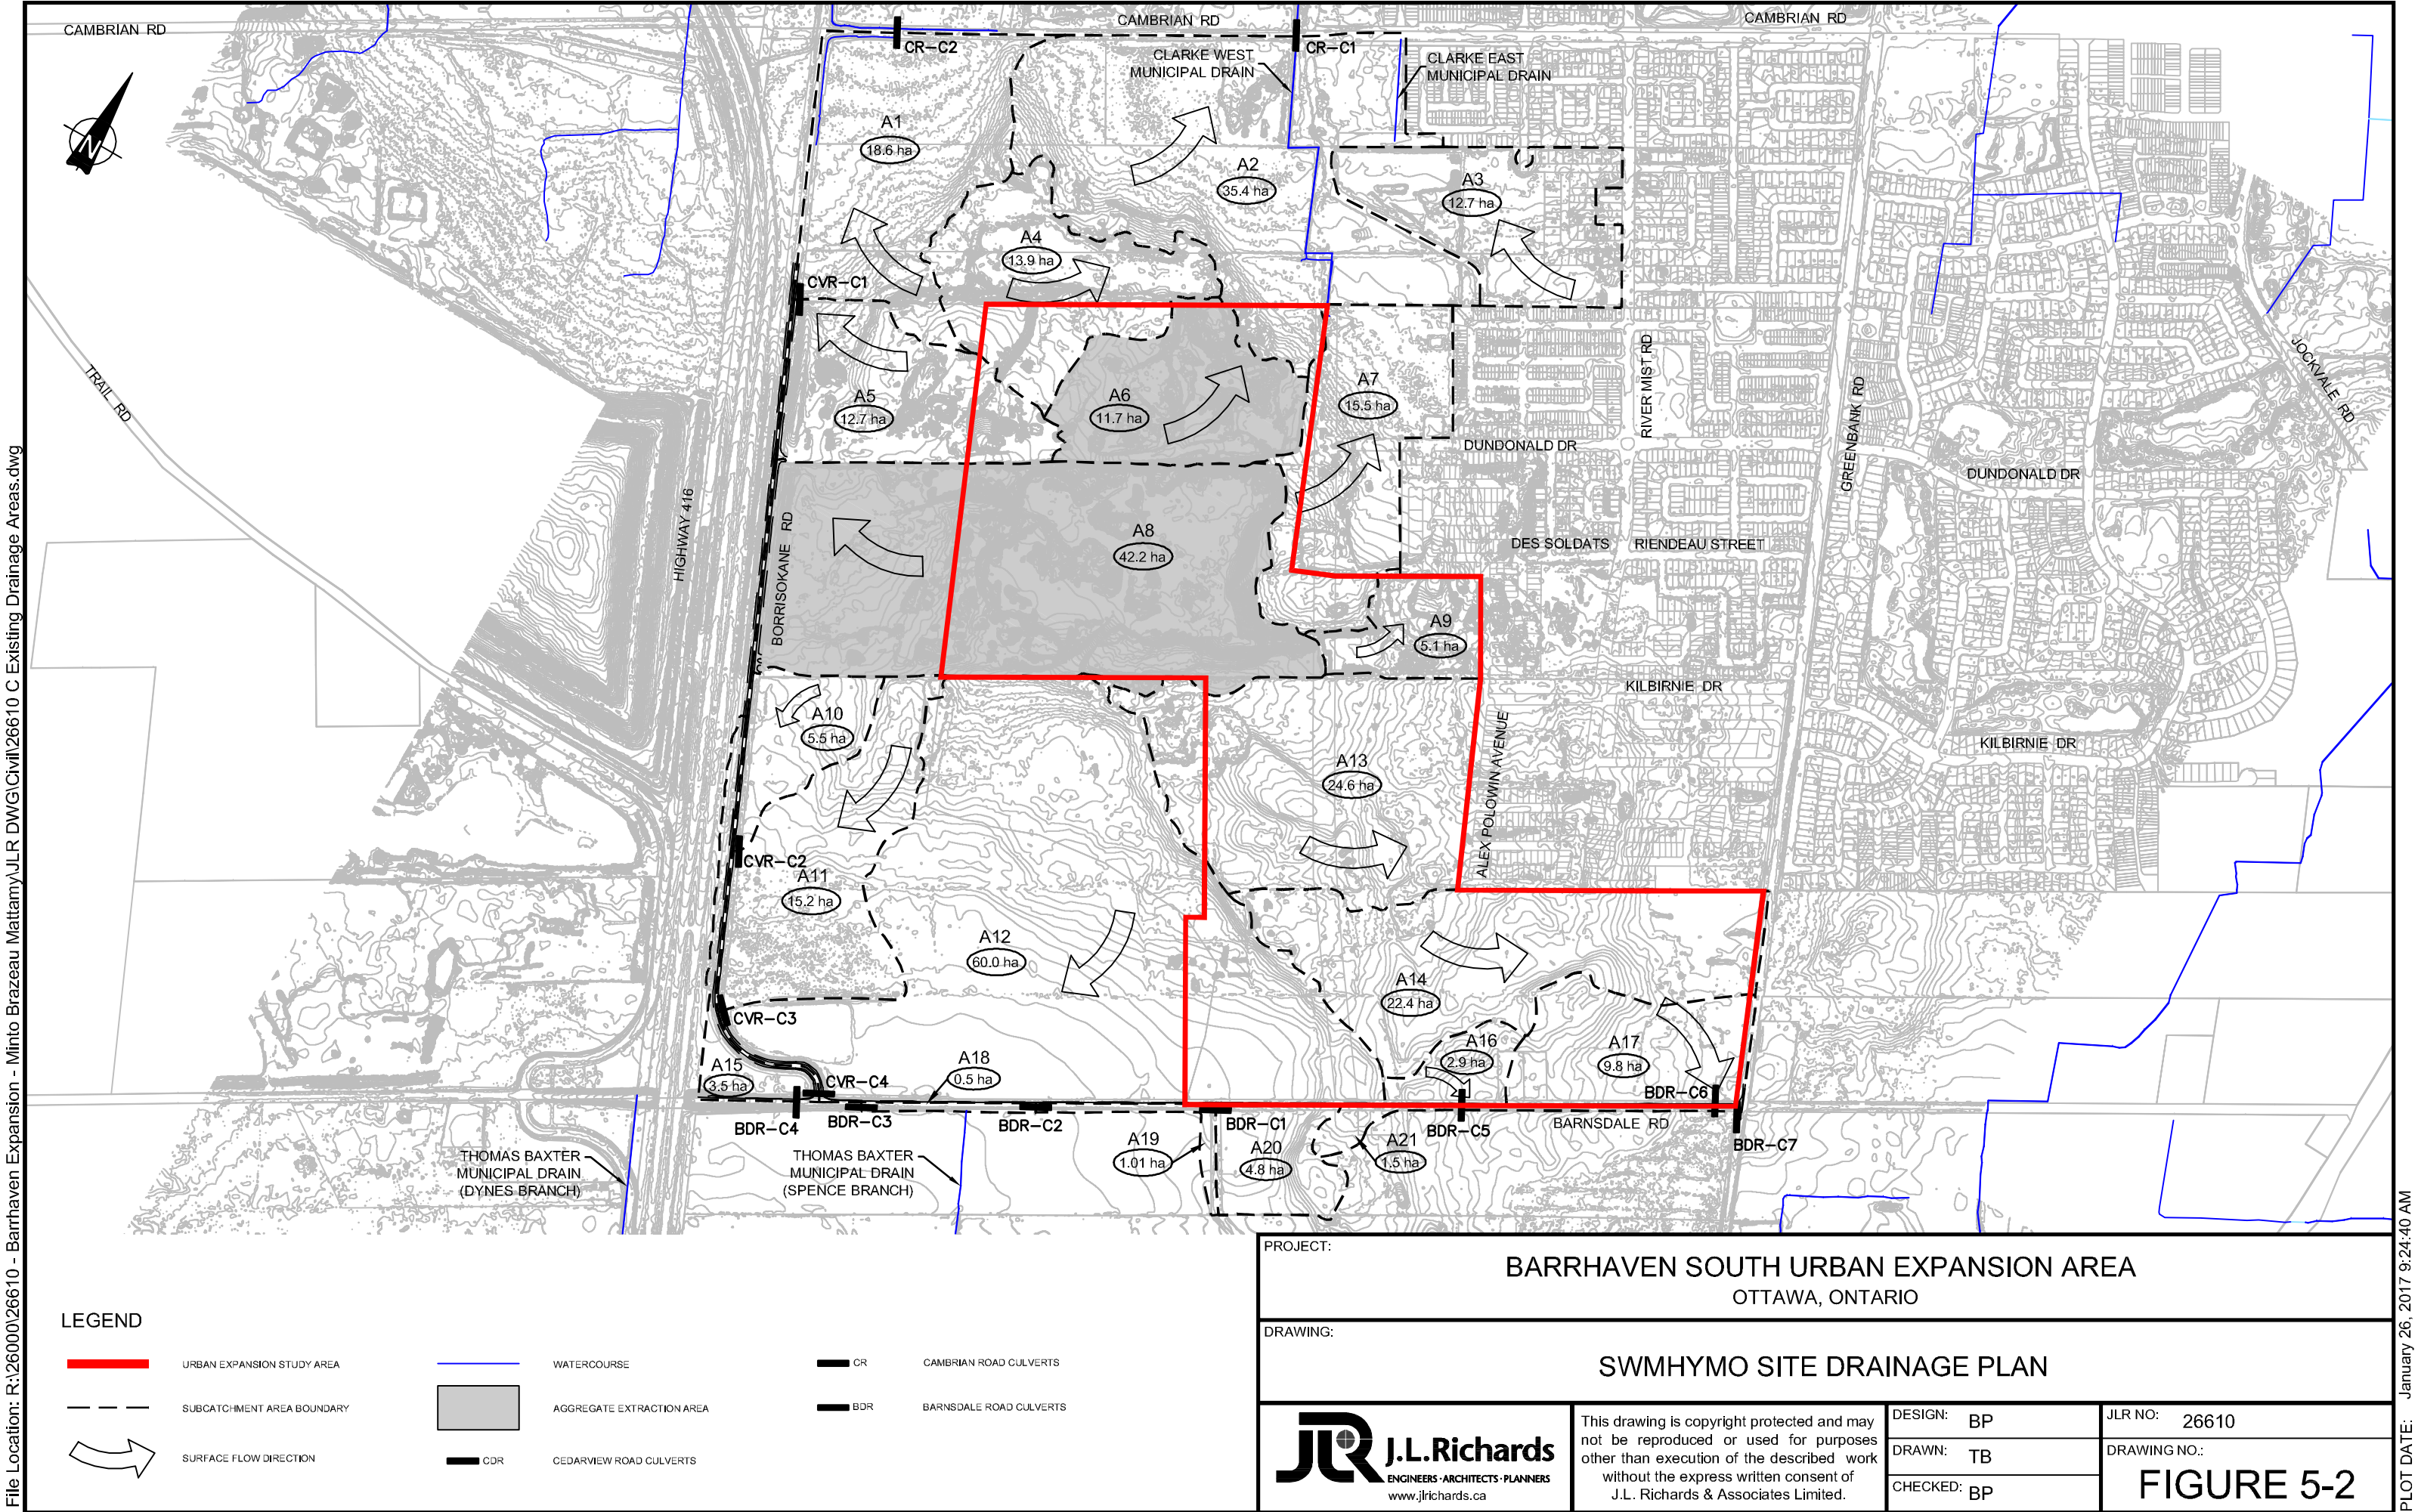 CAMBRIAN RD
CAMBRIAN RD
CAMBRIAN RD
CR-C2
CR-C1
CLARKE WEST
MUNICIPAL DRAIN
CLARKE EAST
MUNICIPAL DRAIN
N
A1
18.6 ha
A2
35.4 ha
A3
12.7 ha
A4
13.9 ha
CVR-C1
TRAIL RD
A5
12.7 ha
A6
11.7 ha
A7
15.5 ha
RIVER MIST RD
GREENBANK RD
JOCKVALE RD
DUNDONALD DR
DUNDONALD DR
HIGHWAY 416
BORRISOKANE RD
A8
42.2 ha
DES SOLDATS RIENDEAU STREET
A9
5.1 ha
KILBIRNIE DR
KILBIRNIE DR
A10
5.5 ha
ALEX POLOWIN AVENUE
A13
24.6 ha
CVR-C2
A11
15.2 ha
A12
60.0 ha
A14
22.4 ha
CVR-C3
A15
3.5 ha
CVR-C4
A18
0.5 ha
A16
2.9 ha
A17
9.8 ha
BDR-C6
BDR-C4
BDR-C3
BDR-C2
BDR-C1
BDR-C5
BARNSDALE RD
BDR-C7
A19
1.01 ha
A20
4.8 ha
A21
1.5 ha
THOMAS BAXTER
MUNICIPAL DRAIN
(DYNES BRANCH)
THOMAS BAXTER
MUNICIPAL DRAIN
(SPENCE BRANCH)
File Location: R:\26000\26610 - Barrhaven Expansion - Minto Brazeau Mattamy\JLR DWG\Civil\26610 C Existing Drainage Areas.dwg
PLOT DATE: January 26, 2017 9:24:40 AM
LEGEND
URBAN EXPANSION STUDY AREA
WATERCOURSE
CR CAMBRIAN ROAD CULVERTS
SUBCATCHMENT AREA BOUNDARY
AGGREGATE EXTRACTION AREA
BDR BARNSDALE ROAD CULVERTS
SURFACE FLOW DIRECTION
CDR CEDARVIEW ROAD CULVERTS
PROJECT:
BARRHAVEN SOUTH URBAN EXPANSION AREA
OTTAWA, ONTARIO
DRAWING:
SWMHYMO SITE DRAINAGE PLAN
JLR J.L.Richards
ENGINEERS · ARCHITECTS · PLANNERS
www.jlrichards.ca
This drawing is copyright protected and may
not be reproduced or used for purposes
other than execution of the described work
without the express written consent of
J.L. Richards & Associates Limited.
DESIGN: BP
DRAWN: TB
CHECKED: BP
JLR NO: 26610
DRAWING NO.:
FIGURE 5-2